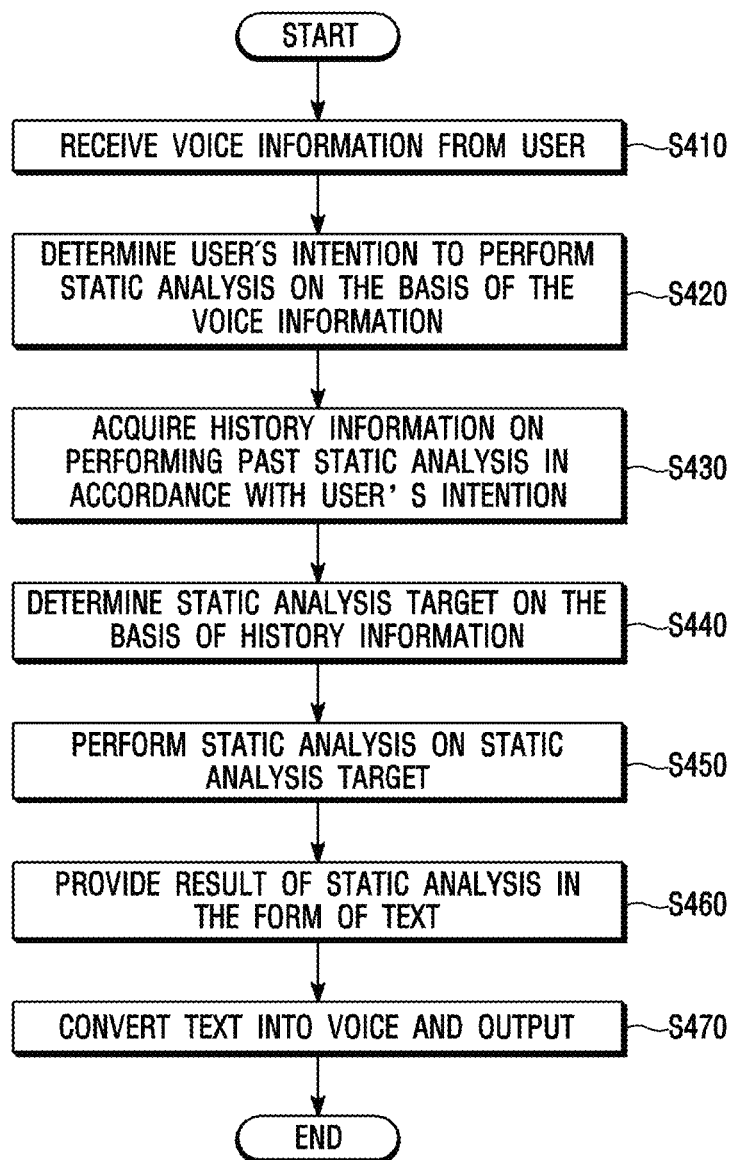 START
RECEIVE VOICE INFORMATION FROM USER
S410
DETERMINE USER'S INTENTION TO PERFORM
STATIC ANALYSIS ON THE BASIS OF THE
VOICE INFORMATION
S420
ACQUIRE HISTORY INFORMATION ON
PERFORMING PAST STATIC ANALYSIS IN
ACCORDANCE WITH USER' S INTENTION
S430
DETERMINE STATIC ANALYSIS TARGET ON THE
BASIS OF HISTORY INFORMATION
S440
PERFORM STATIC ANALYSIS ON STATIC
ANALYSIS TARGET
S450
PROVIDE RESULT OF STATIC ANALYSIS IN
THE FORM OF TEXT
S460
CONVERT TEXT INTO VOICE AND OUTPUT
S470
END